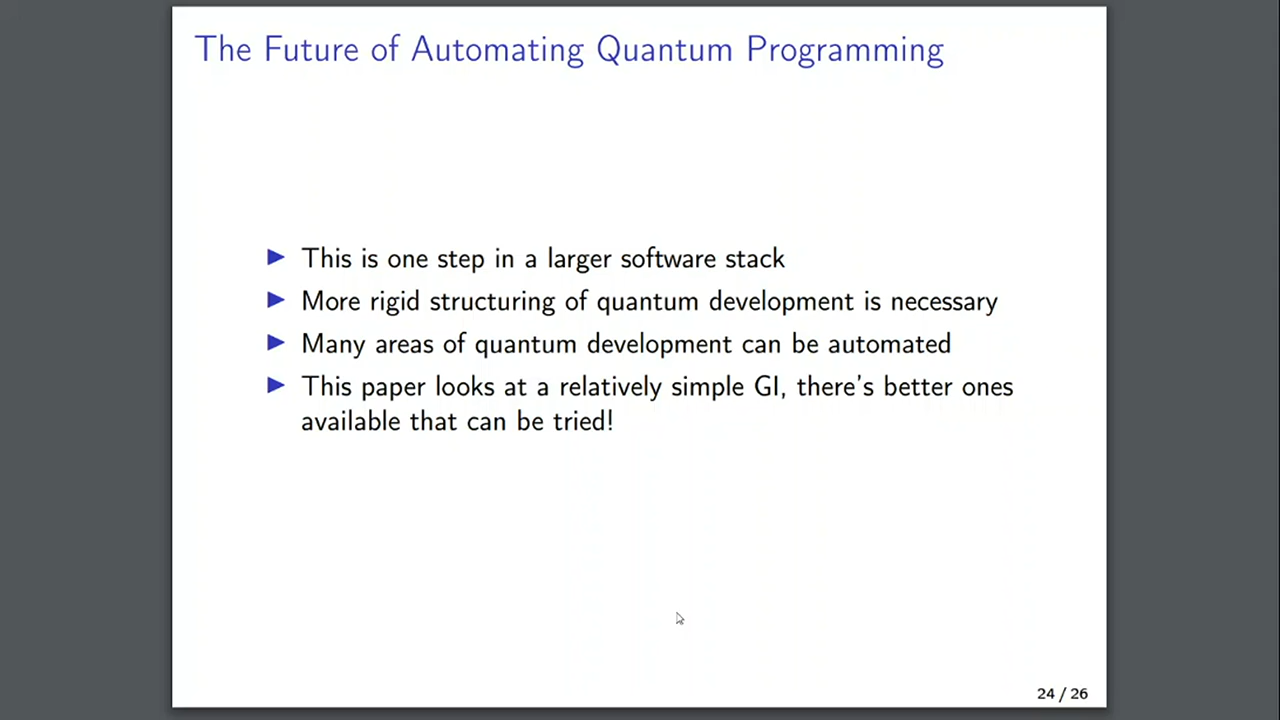 The Future of Automating Quantum Programming
▶ This is one step in a larger software stack
▶ More rigid structuring of quantum development is necessary
▶ Many areas of quantum development can be automated
▶ This paper looks at a relatively simple GI, there's better ones
available that can be tried!
24 / 26